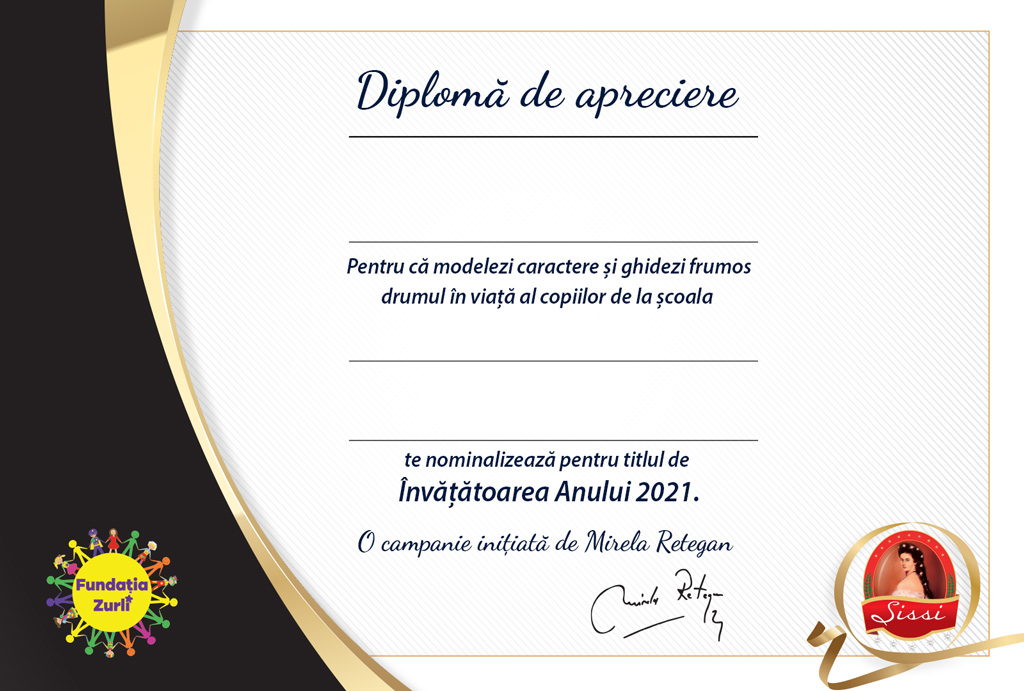 Diplomă de apreciere
Pentru că modelezi caractere și ghidezi frumos
drumul în viață al copiilor de la școala
te nominalizează pentru titlul de
Învățătoarea Anului 2021.
O campanie inițiată de Mirela Retegan
Mirela Retegan
Fundația
Zurli
Sissi